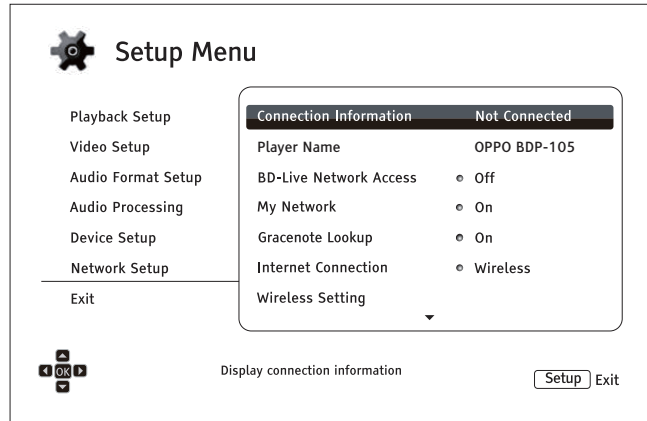 Setup Menu
Playback Setup
Video Setup
Audio Format Setup
Audio Processing
Device Setup
Network Setup
Exit
Connection Information Not Connected
Player Name OPPO BDP-105
BD-Live Network Access Off
My Network On
Gracenote Lookup On
Internet Connection Wireless
Wireless Setting
OK
Display connection information
Setup Exit